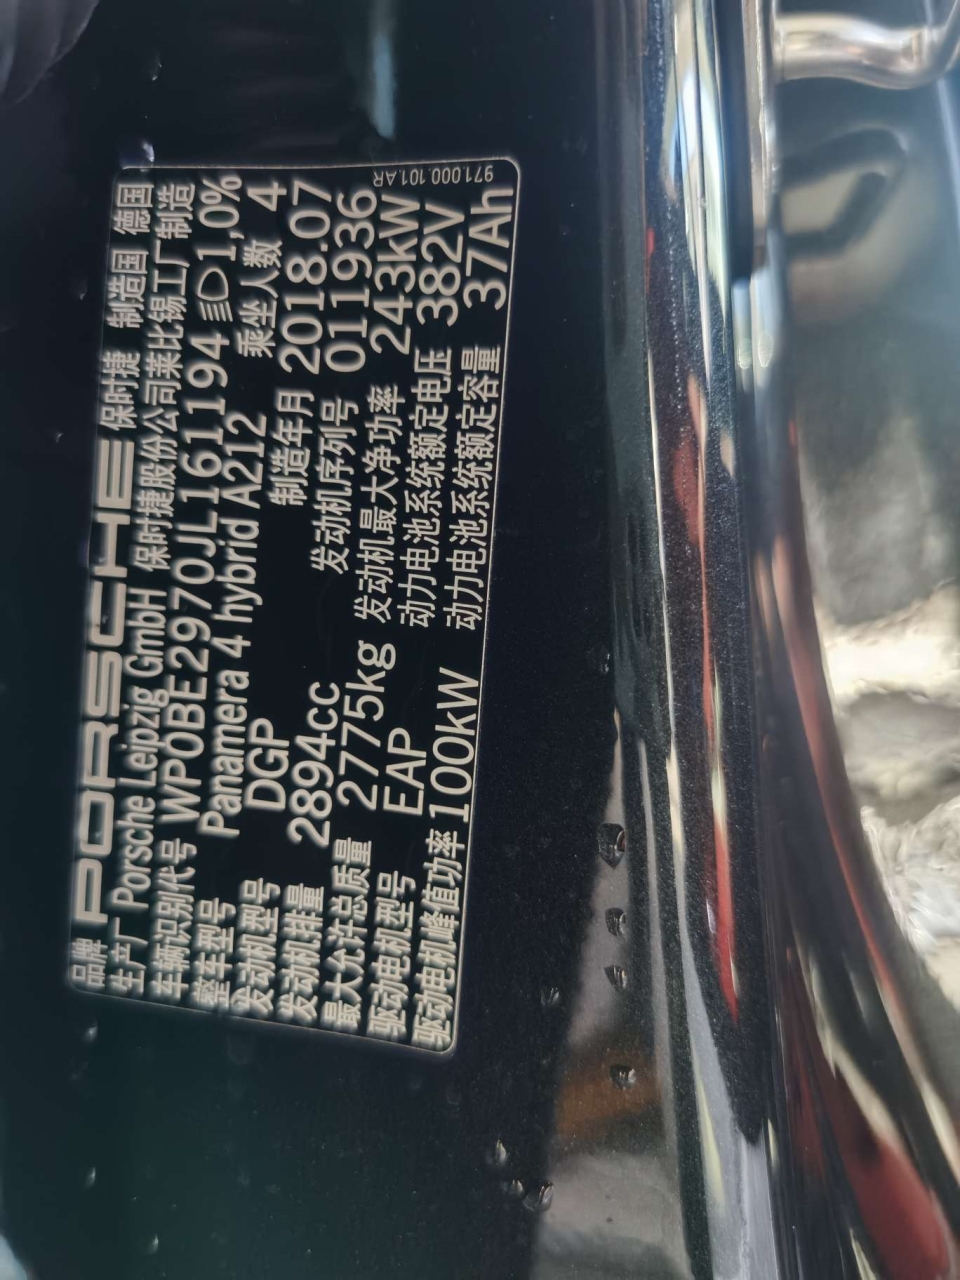 品牌 PORSCHE 保时捷 制造国 德国
生产厂 Porsche Leipzig GmbH 保时捷股份公司莱比锡工厂制造
车辆识别代号 WP0BE2970JL161194 1,0%
整车型号 Panamera 4 hybrid A212 乘坐人数 4
发动机型号 DGP 制造年月 2018.07
发动机排量 2894cc 发动机序列号 011936
最大允许总质量 2775kg 发动机最大净功率 243kW
驱动电机型号 EAP 动力电池系统额定电压 382V
驱动电机峰值功率 100kW 动力电池系统额定容量 37Ah
971.000.101.AR